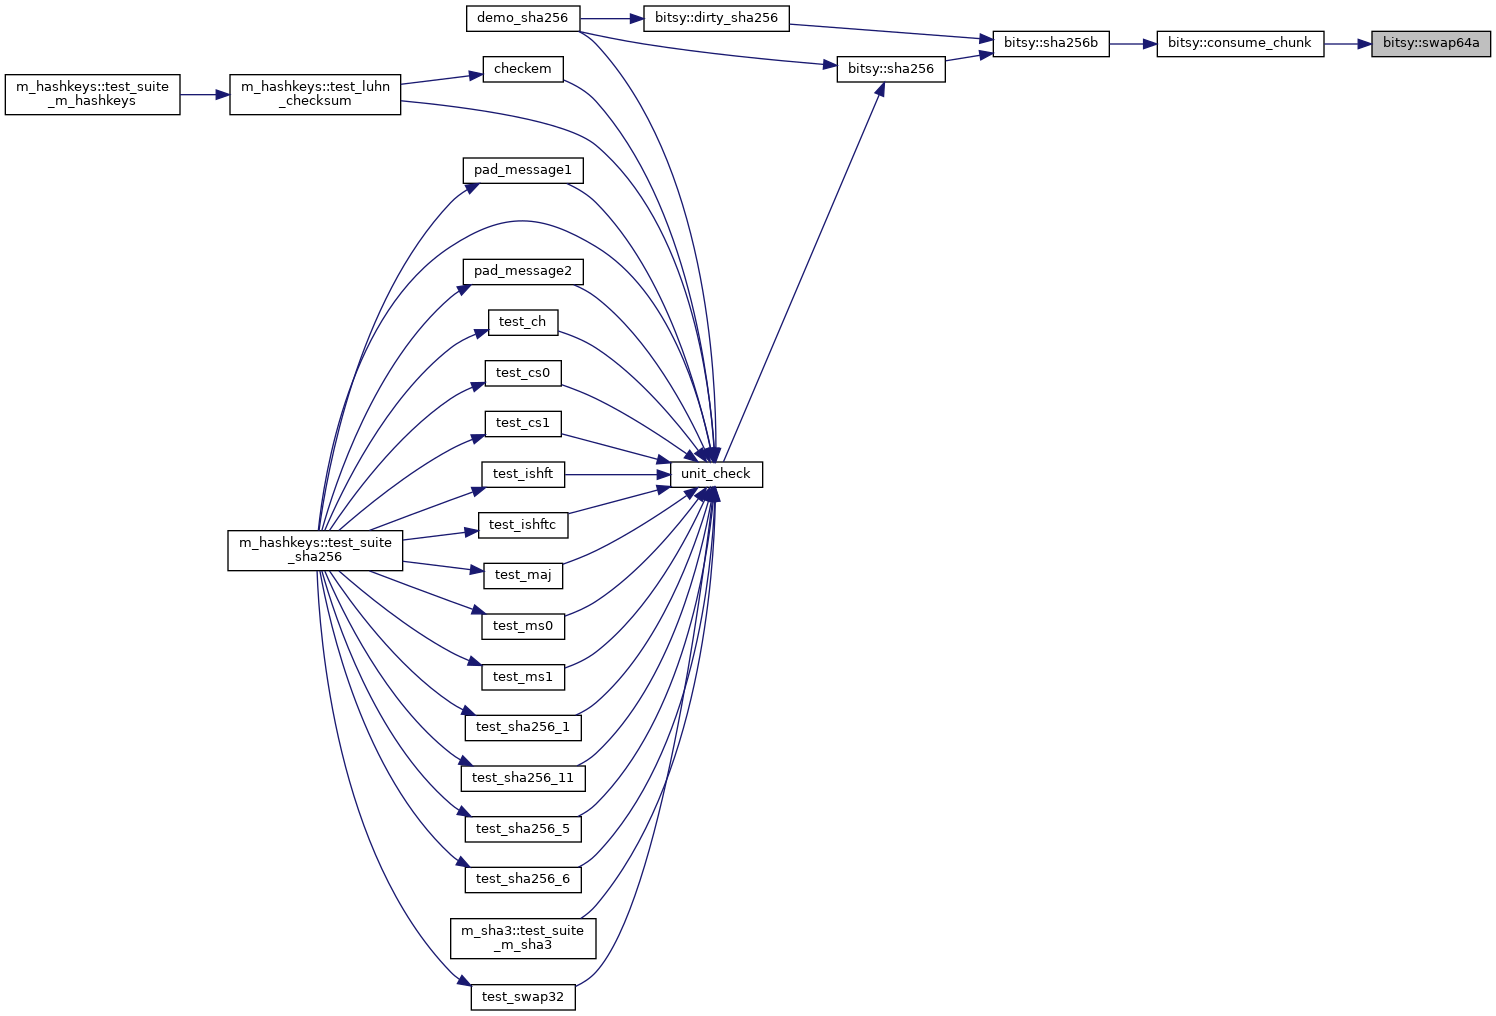 demo_sha256
bitsy::dirty_sha256
bitsy::sha256b
bitsy::consume_chunk
bitsy::swap64a
checkem
bitsy::sha256
m_hashkeys::test_suite
_m_hashkeys
m_hashkeys::test_luhn
_checksum
pad_message1
pad_message2
test_ch
test_cs0
test_cs1
test_ishft
unit_check
test_ishftc
m_hashkeys::test_suite
_sha256
test_maj
test_ms0
test_ms1
test_sha256_1
test_sha256_11
test_sha256_5
test_sha256_6
m_sha3::test_suite
_m_sha3
test_swap32